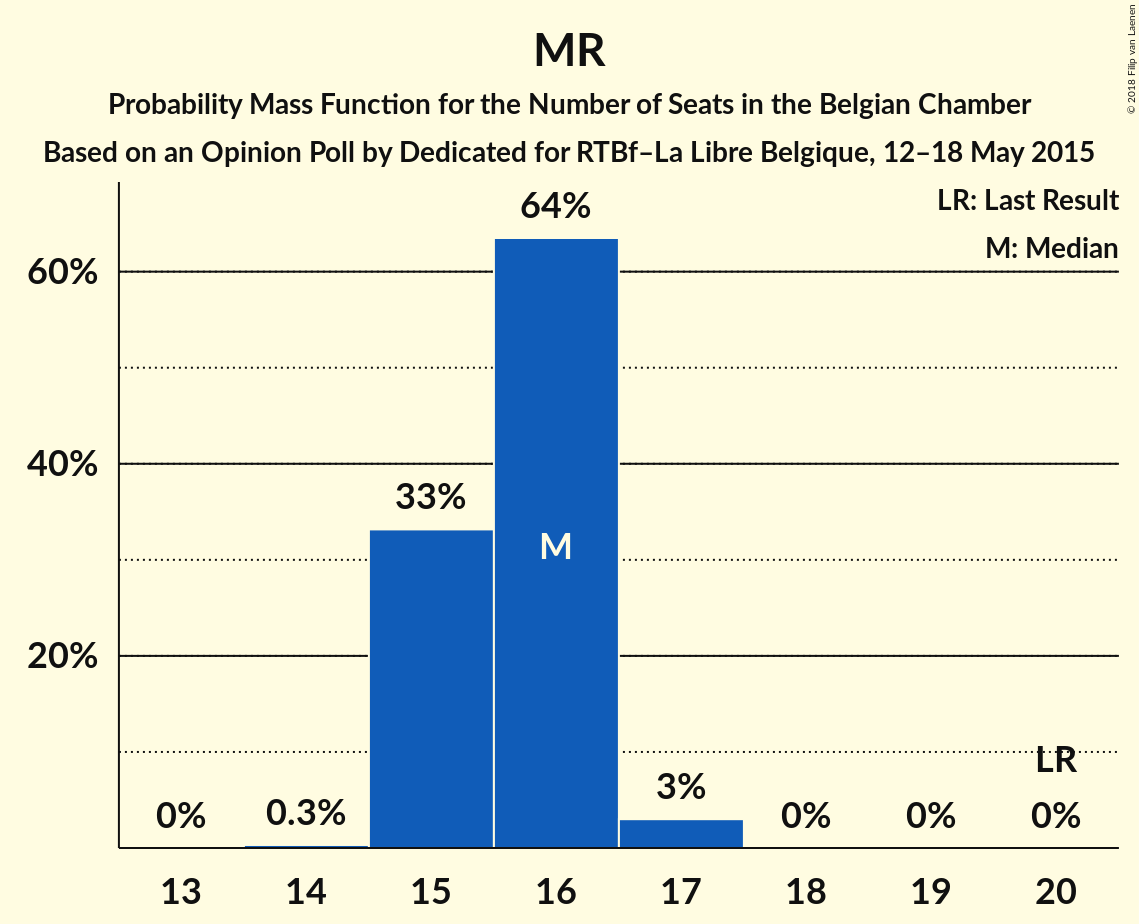 MR
Probability Mass Function for the Number of Seats in the Belgian Chamber
Based on an Opinion Poll by Dedicated for RTBf–La Libre Belgique, 12–18 May 2015
© 2018 Filip van Laenen
LR: Last Result
M: Median
60%
40%
20%
0%
0.3%
33%
64%
M
3%
0%
0%
LR
0%
13 14 15 16 17 18 19 20